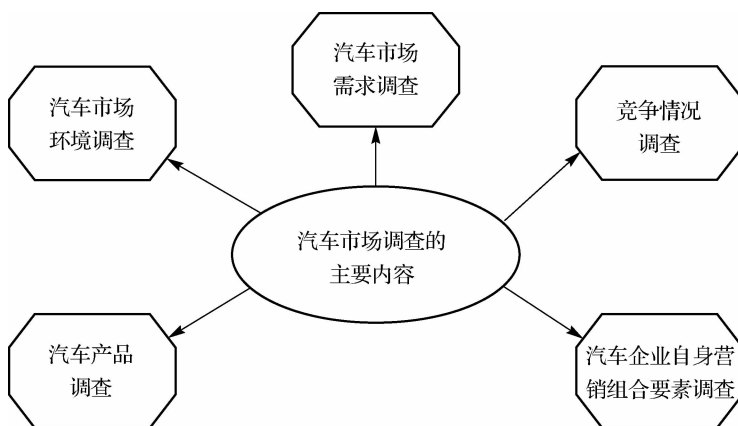 汽车市场
需求调查
汽车市场
环境调查
竞争情况
调查
汽车市场调查的
主要内容
汽车产品
调查
汽车企业自身营
销组合要素调查